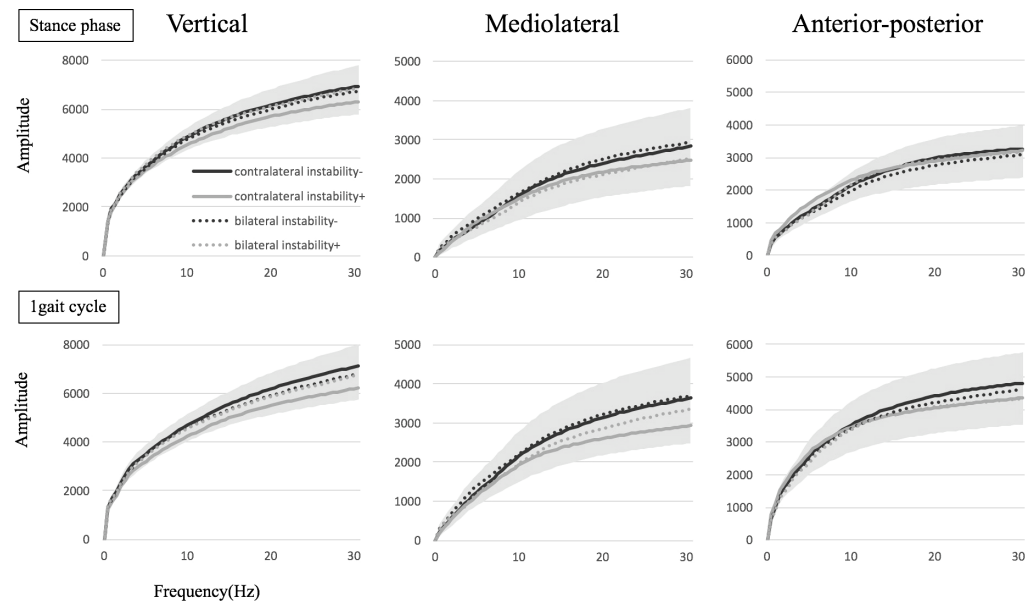 Stance phase
Vertical
Mediolateral
Anterior-posterior
Amplitude
8000
6000
4000
2000
0
0 10 20 30
contralateral instability-
contralateral instability+
bilateral instability-
bilateral instability+
5000
4000
3000
2000
1000
0
0 10 20 30
6000
5000
4000
3000
2000
1000
0
0 10 20 30
1gait cycle
Amplitude
8000
6000
4000
2000
0
0 10 20 30
5000
4000
3000
2000
1000
0
0 10 20 30
6000
5000
4000
3000
2000
1000
0
0 10 20 30
Frequency(Hz)